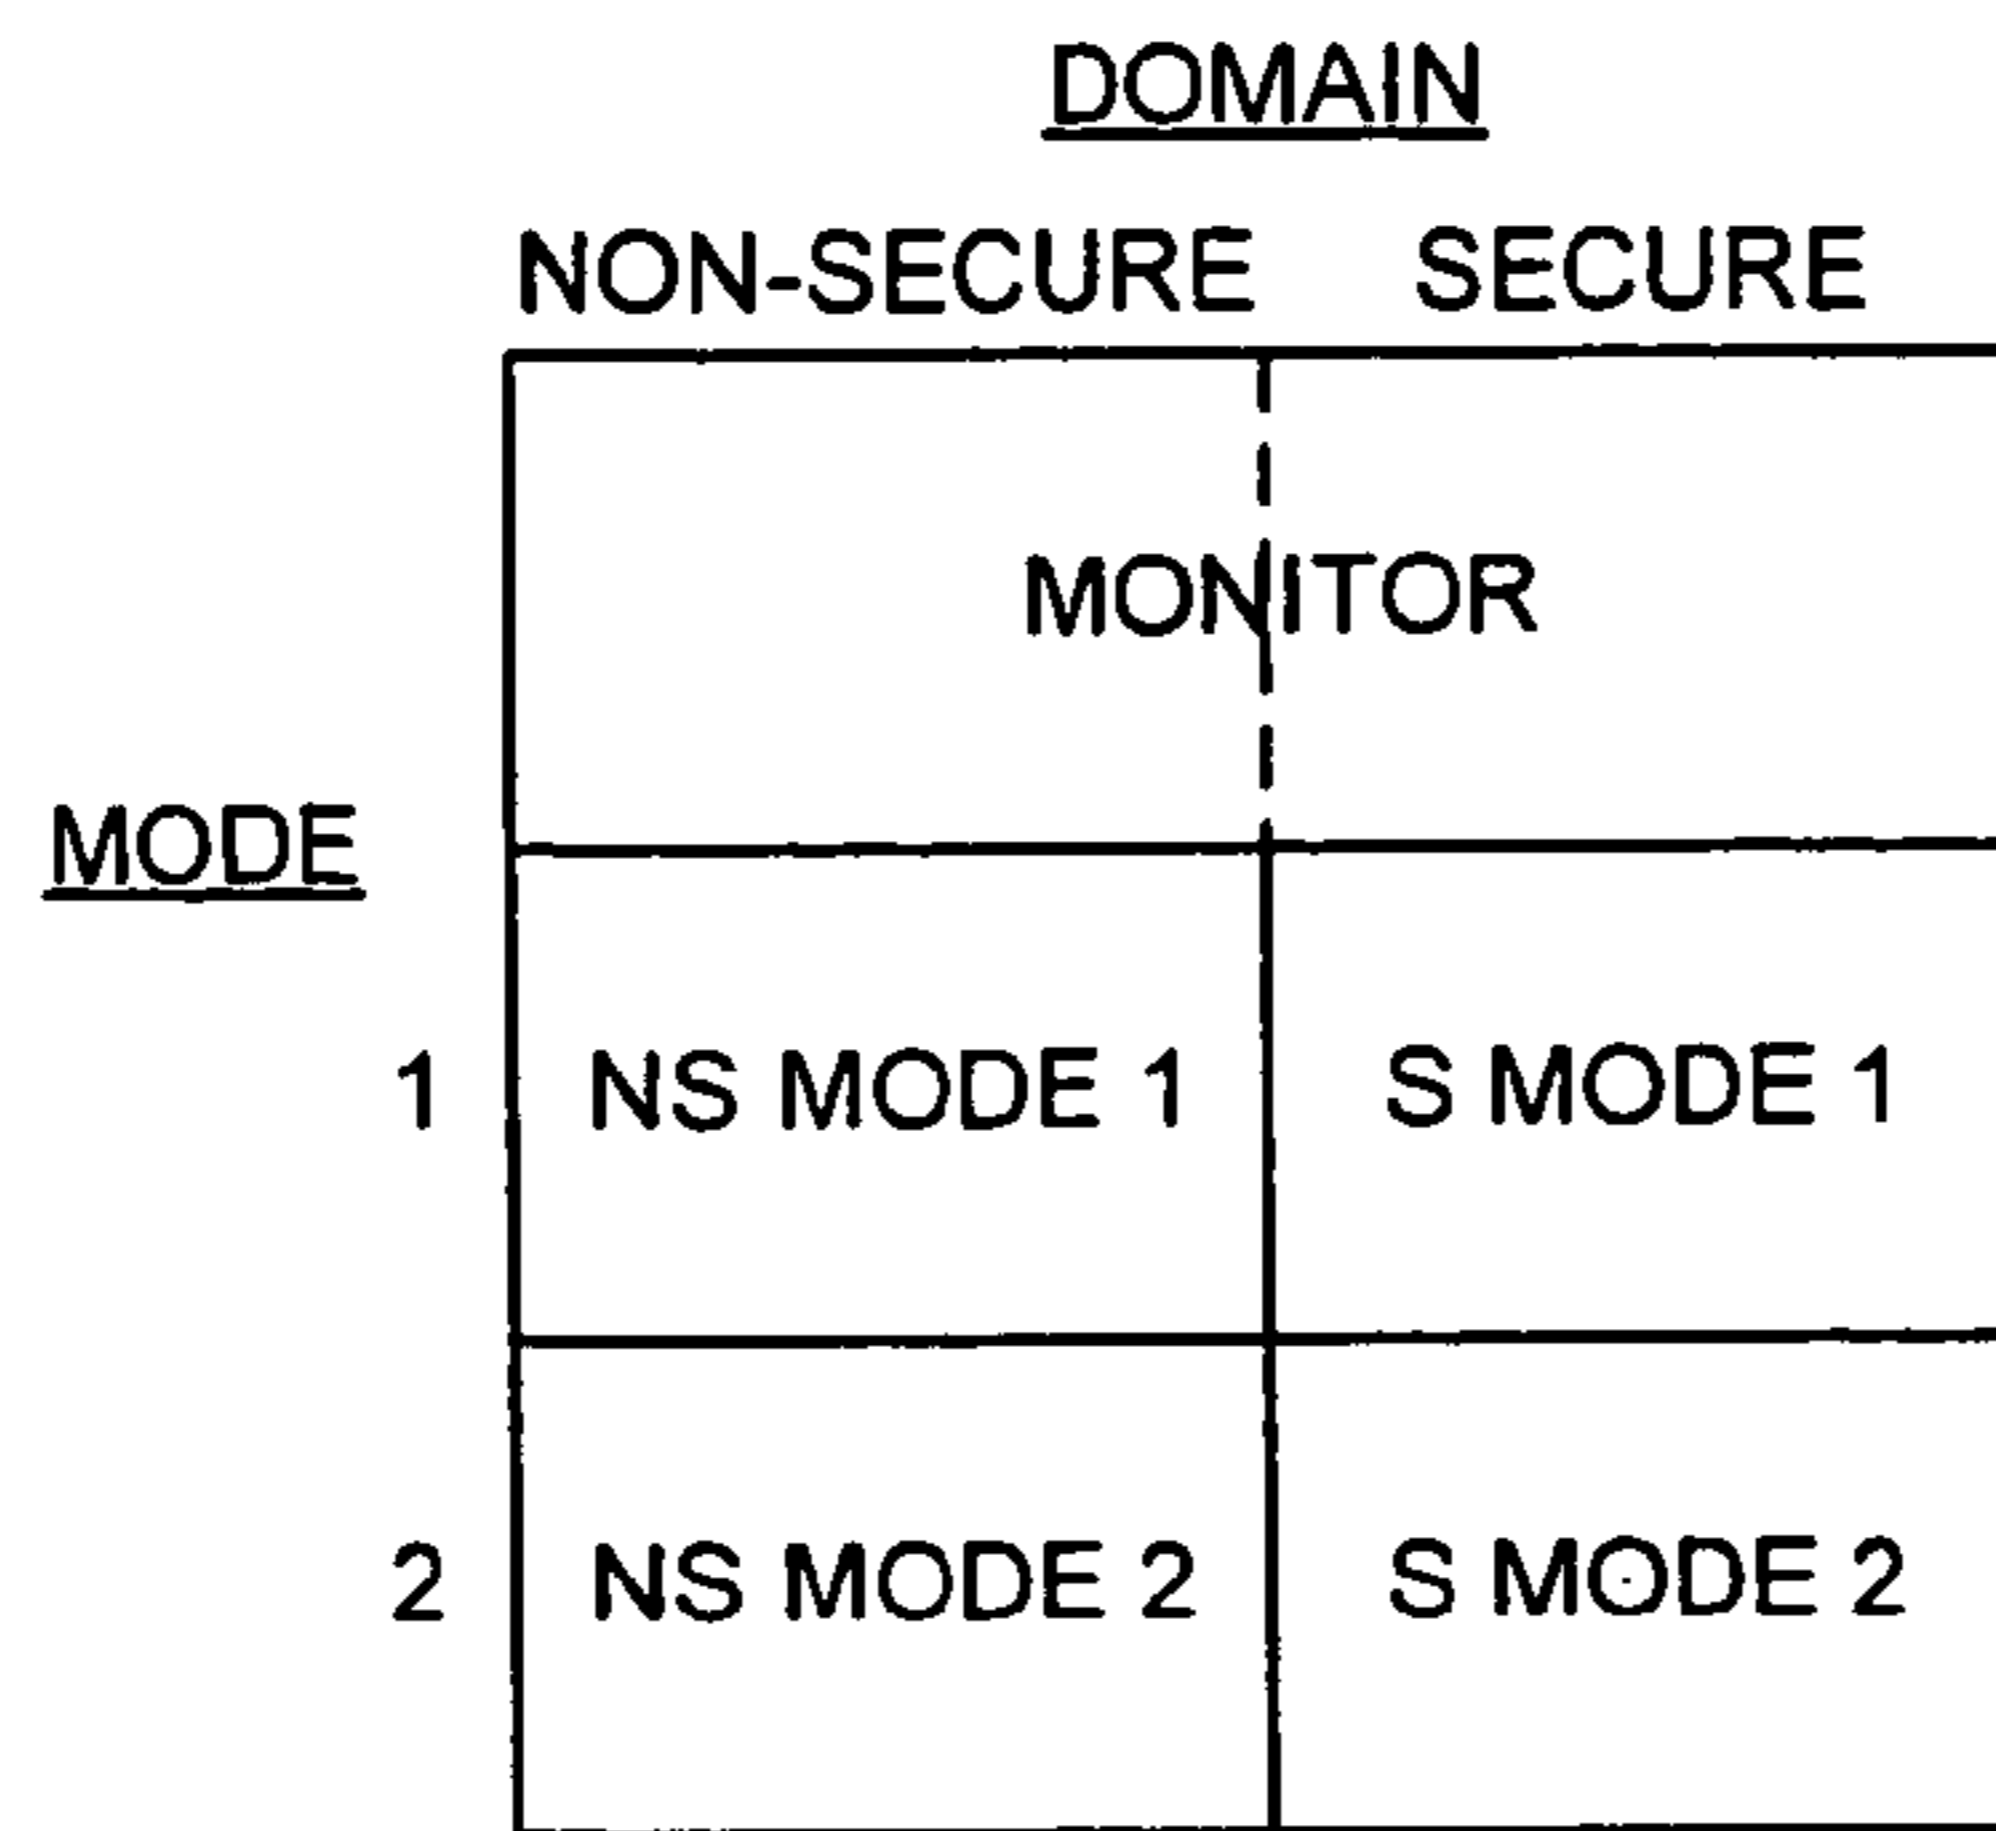 DOMAIN
NON-SECURE SECURE
MONITOR
MODE
1 NS MODE 1 S MODE 1
2 NS MODE 2 S MODE 2